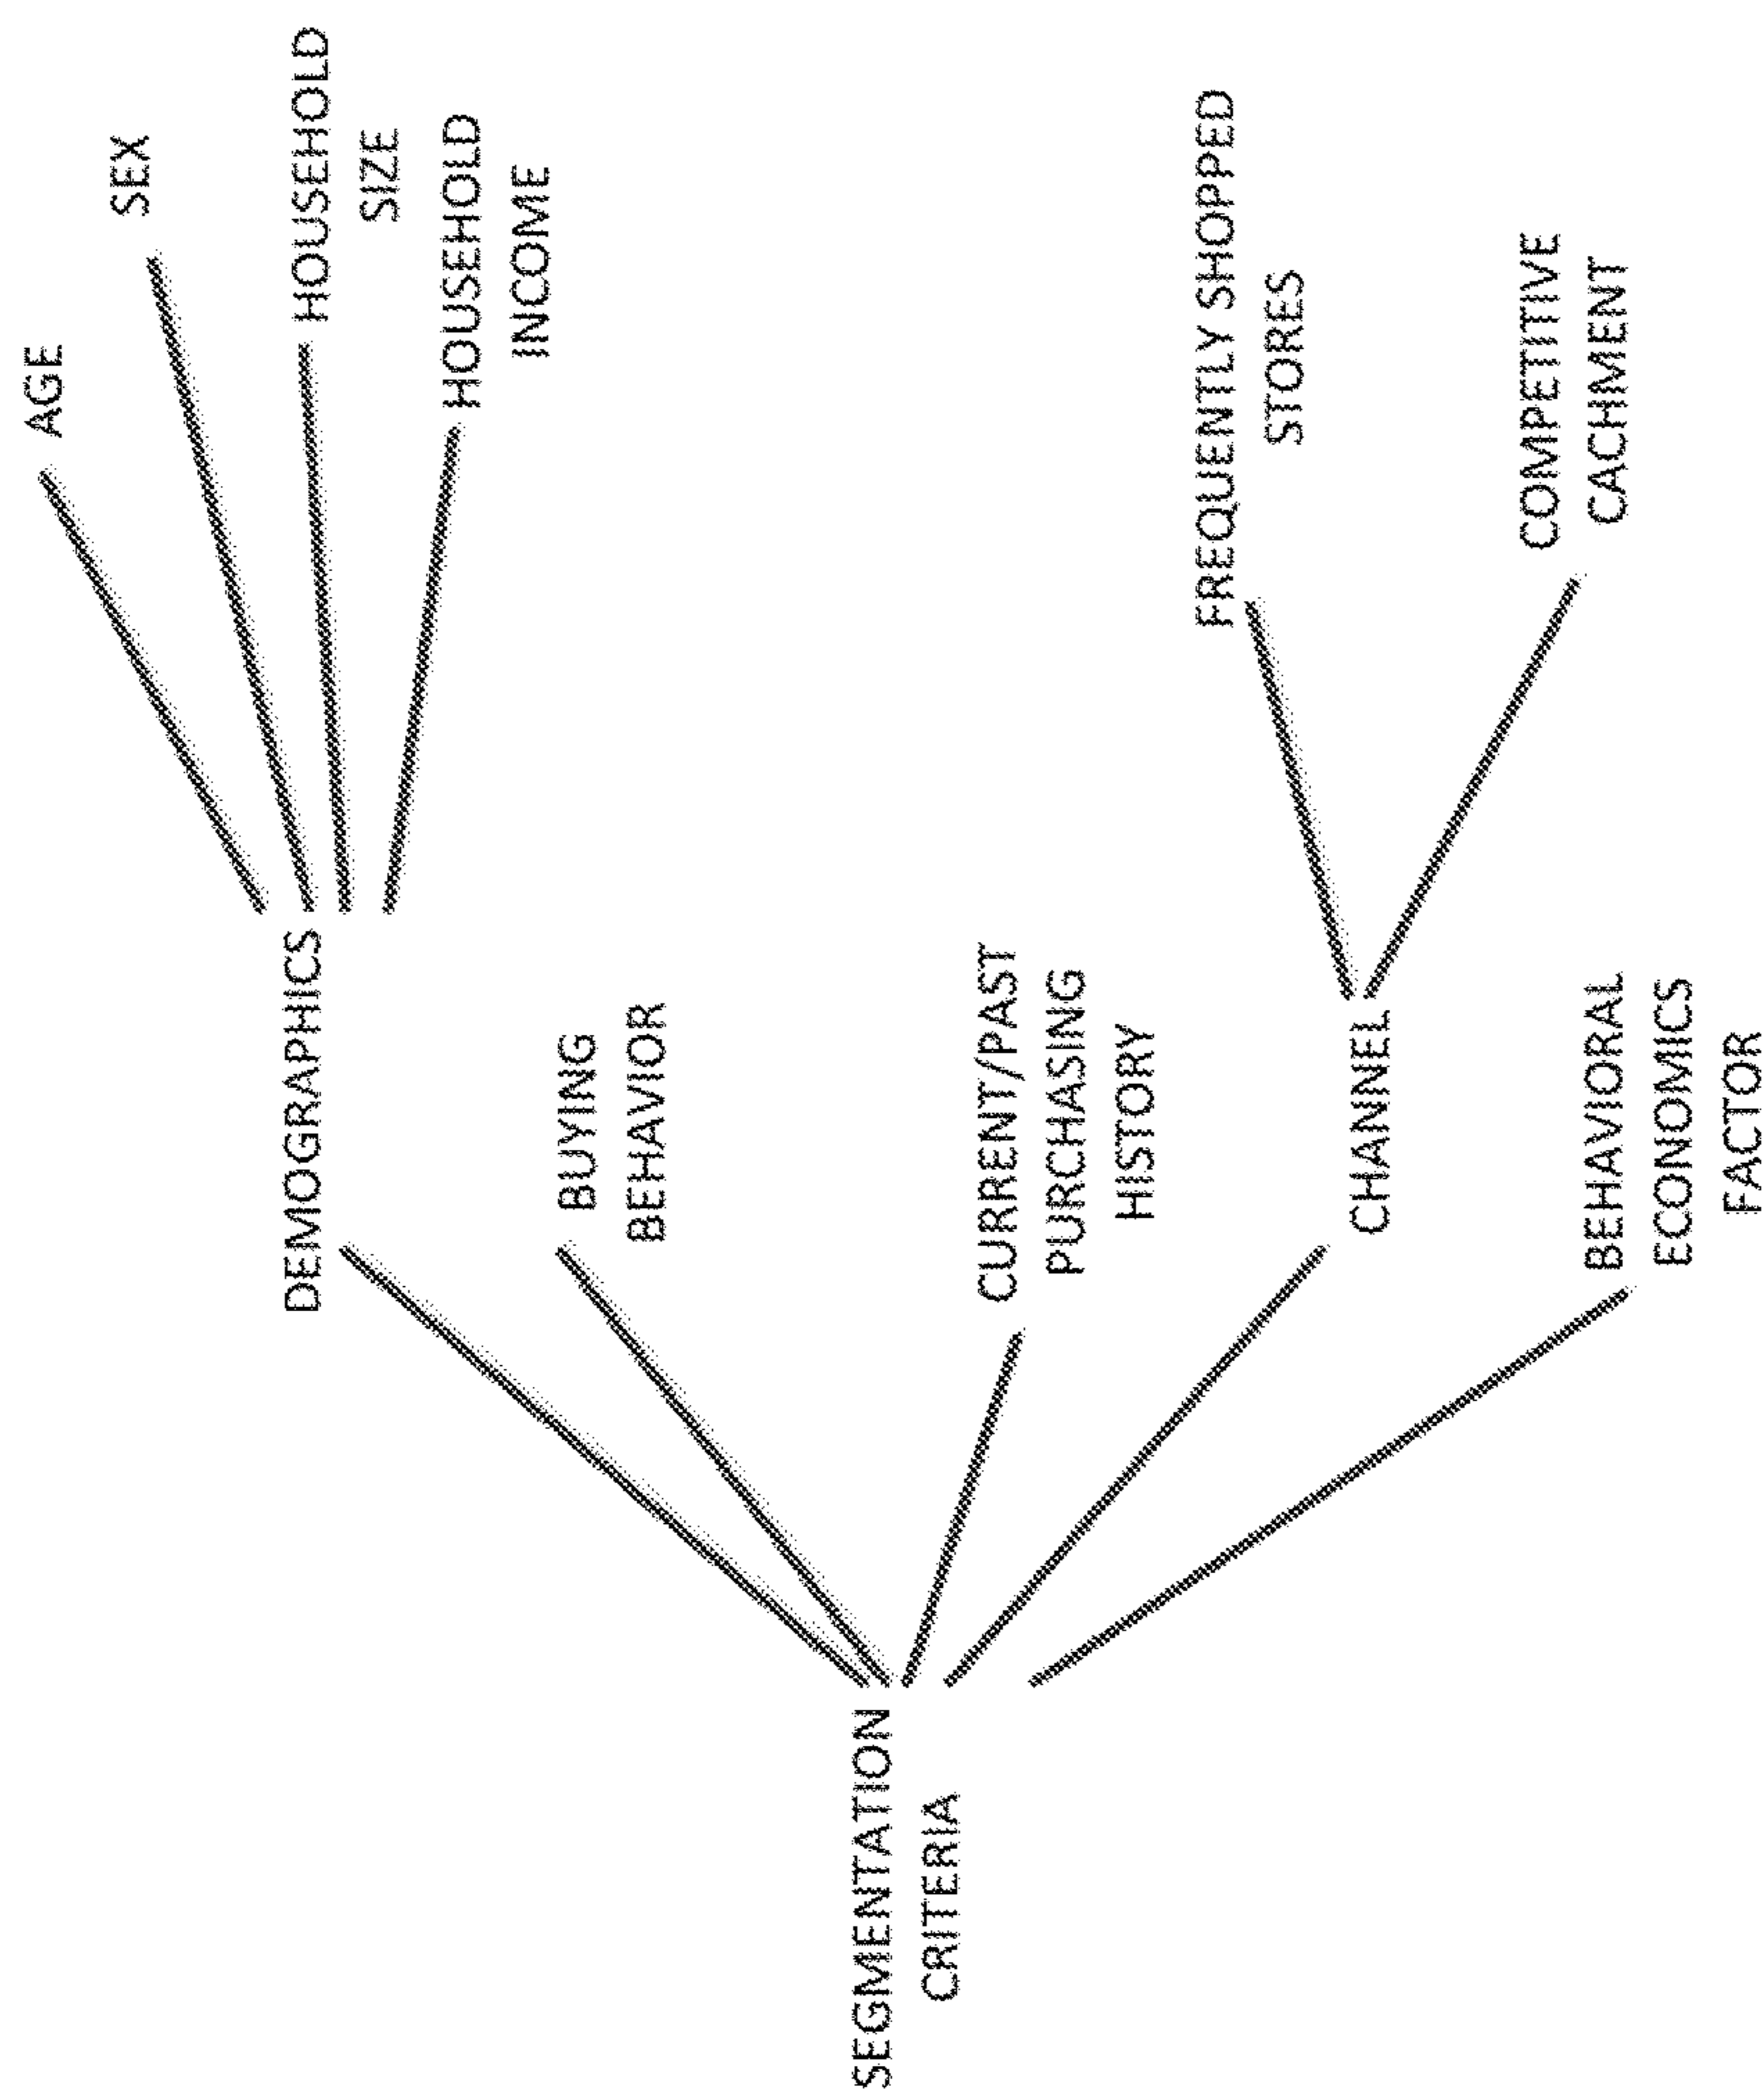 SEGMENTATION
CRITERIA
DEMOGRAPHICS
AGE
SEX
HOUSEHOLD
SIZE
HOUSEHOLD
INCOME
BUYING
BEHAVIOR
CURRENT/PAST
PURCHASING
HISTORY
CHANNEL
FREQUENTLY SHOPPED
STORES
COMPETITIVE
CACHMENT
BEHAVIORAL
ECONOMICS
FACTOR